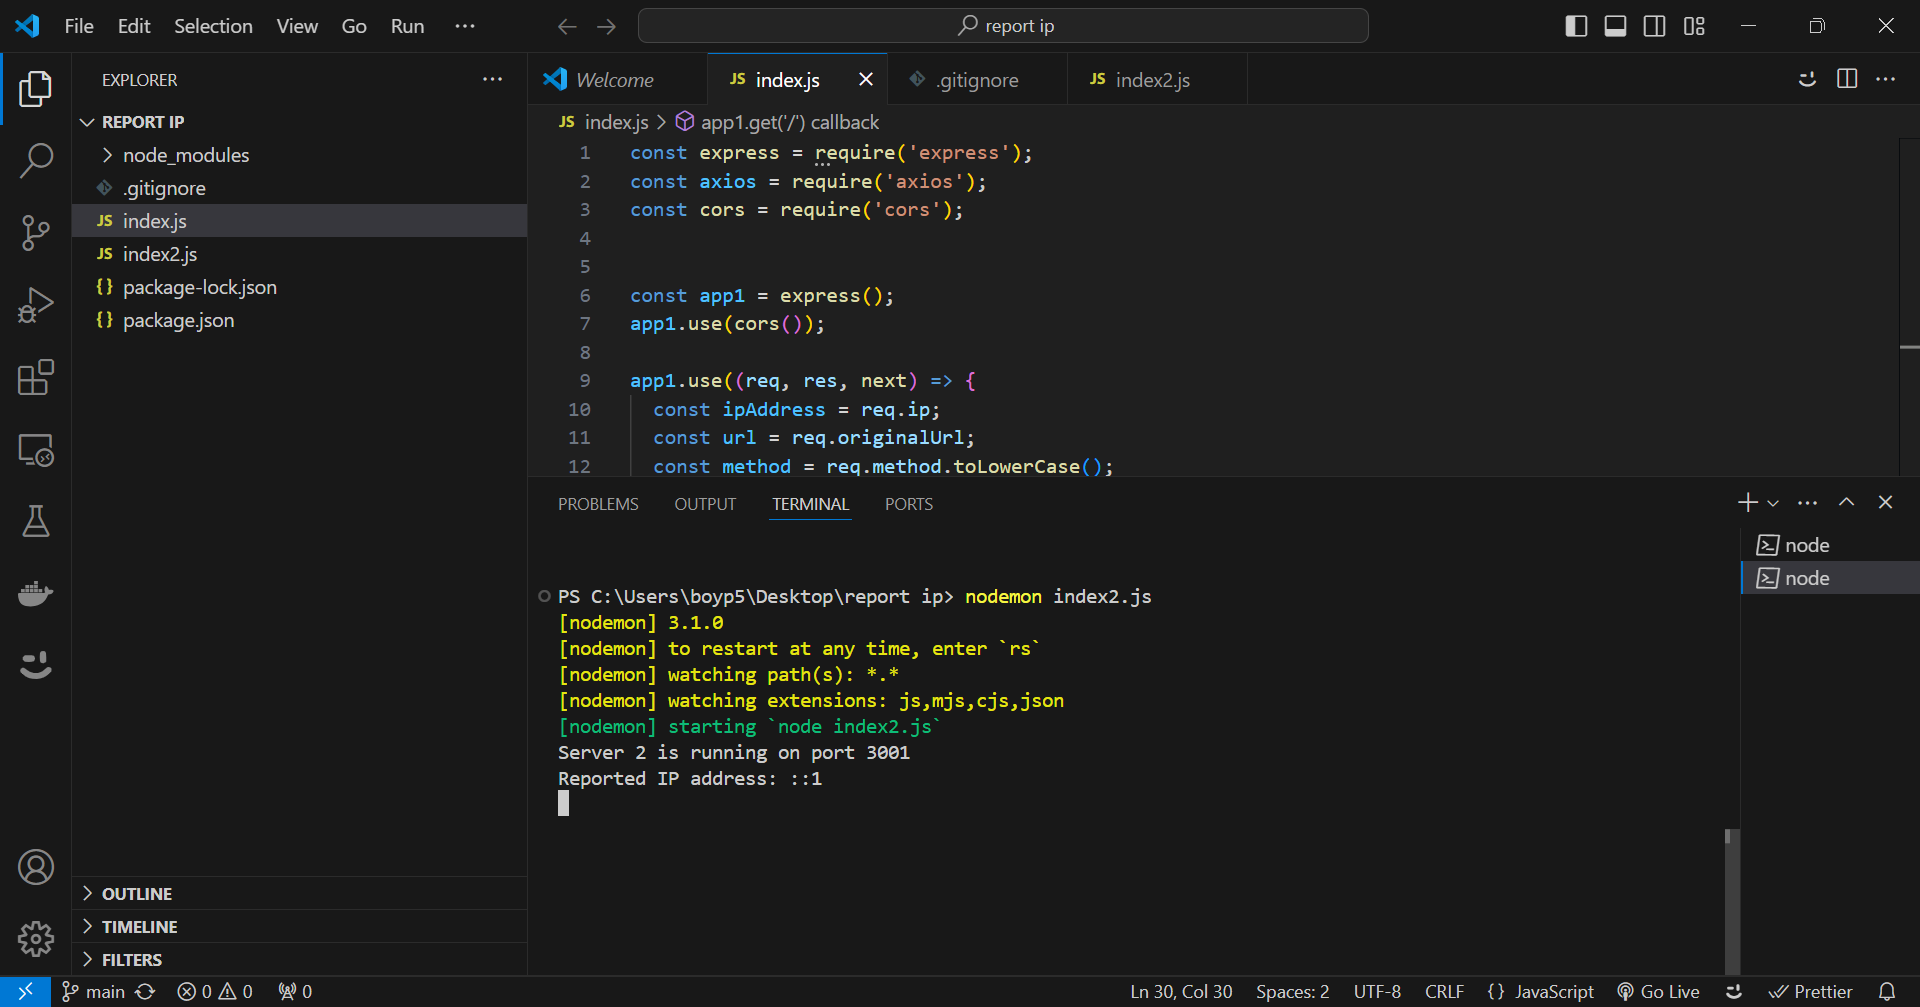 File Edit Selection View Go Run ··· report ip
EXPLORER ···
REPORT IP
node_modules
.gitignore
JS index.js
JS index2.js
{} package-lock.json
{} package.json
OUTLINE
TIMELINE
FILTERS
Welcome JS index.js .gitignore JS index2.js
JS index.js > app1.get('/') callback
1 const express = require('express');
2 const axios = require('axios');
3 const cors = require('cors');
4
5
6 const app1 = express();
7 app1.use(cors());
8
9 app1.use((req, res, next) => {
10 const ipAddress = req.ip;
11 const url = req.originalUrl;
12 const method = req.method.toLowerCase();
PROBLEMS OUTPUT TERMINAL PORTS
PS C:\Users\boyp5\Desktop\report ip> nodemon index2.js
[nodemon] 3.1.0
[nodemon] to restart at any time, enter `rs`
[nodemon] watching path(s): *.*
[nodemon] watching extensions: js,mjs,cjs,json
[nodemon] starting `node index2.js`
Server 2 is running on port 3001
Reported IP address: ::1
node
node
main 0 0 0 Ln 30, Col 30 Spaces: 2 UTF-8 CRLF {} JavaScript Go Live Prettier